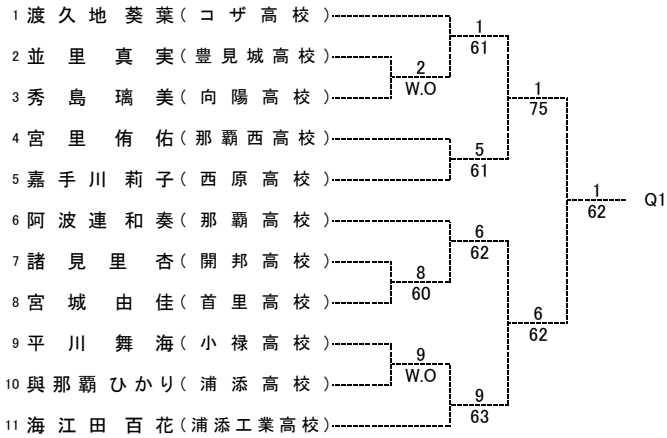 1 渡久地葵葉(コザ高校)
2 並里真実(豊見城高校)
3 秀島璃美(向陽高校)
4 宮里侑佑(那覇西高校)
5 嘉手川莉子(西原高校)
6 阿波連和奏(那覇高校)
7 諸見里杏(開邦高校)
8 宮城由佳(首里高校)
9 平川舞海(小禄高校)
10 與那覇ひかり(浦添高校)
11 海江田百花(浦添工業高校)
2
W.O
8
60
9
W.O
1
61
5
61
6
62
9
63
1
75
6
62
1
62
Q1